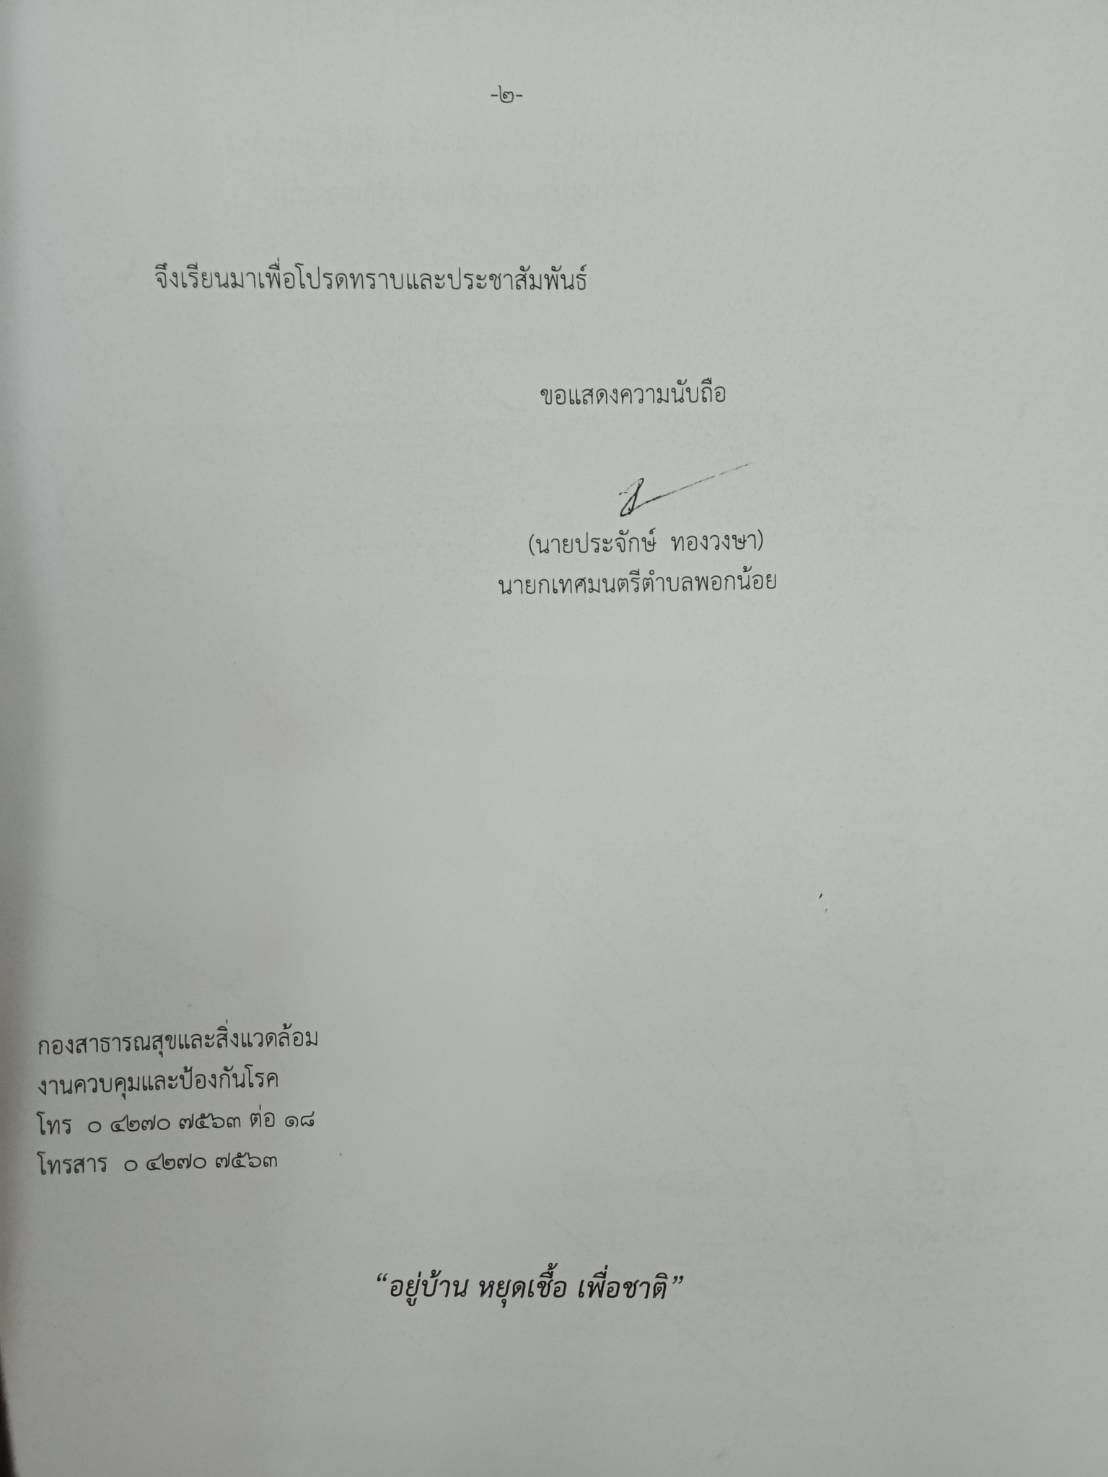 -๒-
จึงเรียนมาเพื่อโปรดทราบและประชาสัมพันธ์
ขอแสดงความนับถือ
(นายประจักษ์ ทองวงษา)
นายกเทศมนตรีตำบลพอกน้อย
กองสาธารณสุขและสิ่งแวดล้อม
งานควบคุมและป้องกันโรค
โทร ๐ ๔๒๗๐ ๗๕๖๓ ต่อ ๑๘
โทรสาร ๐ ๔๒๗๐ ๗๕๖๓
“อยู่บ้าน หยุดเชื้อ เพื่อชาติ”